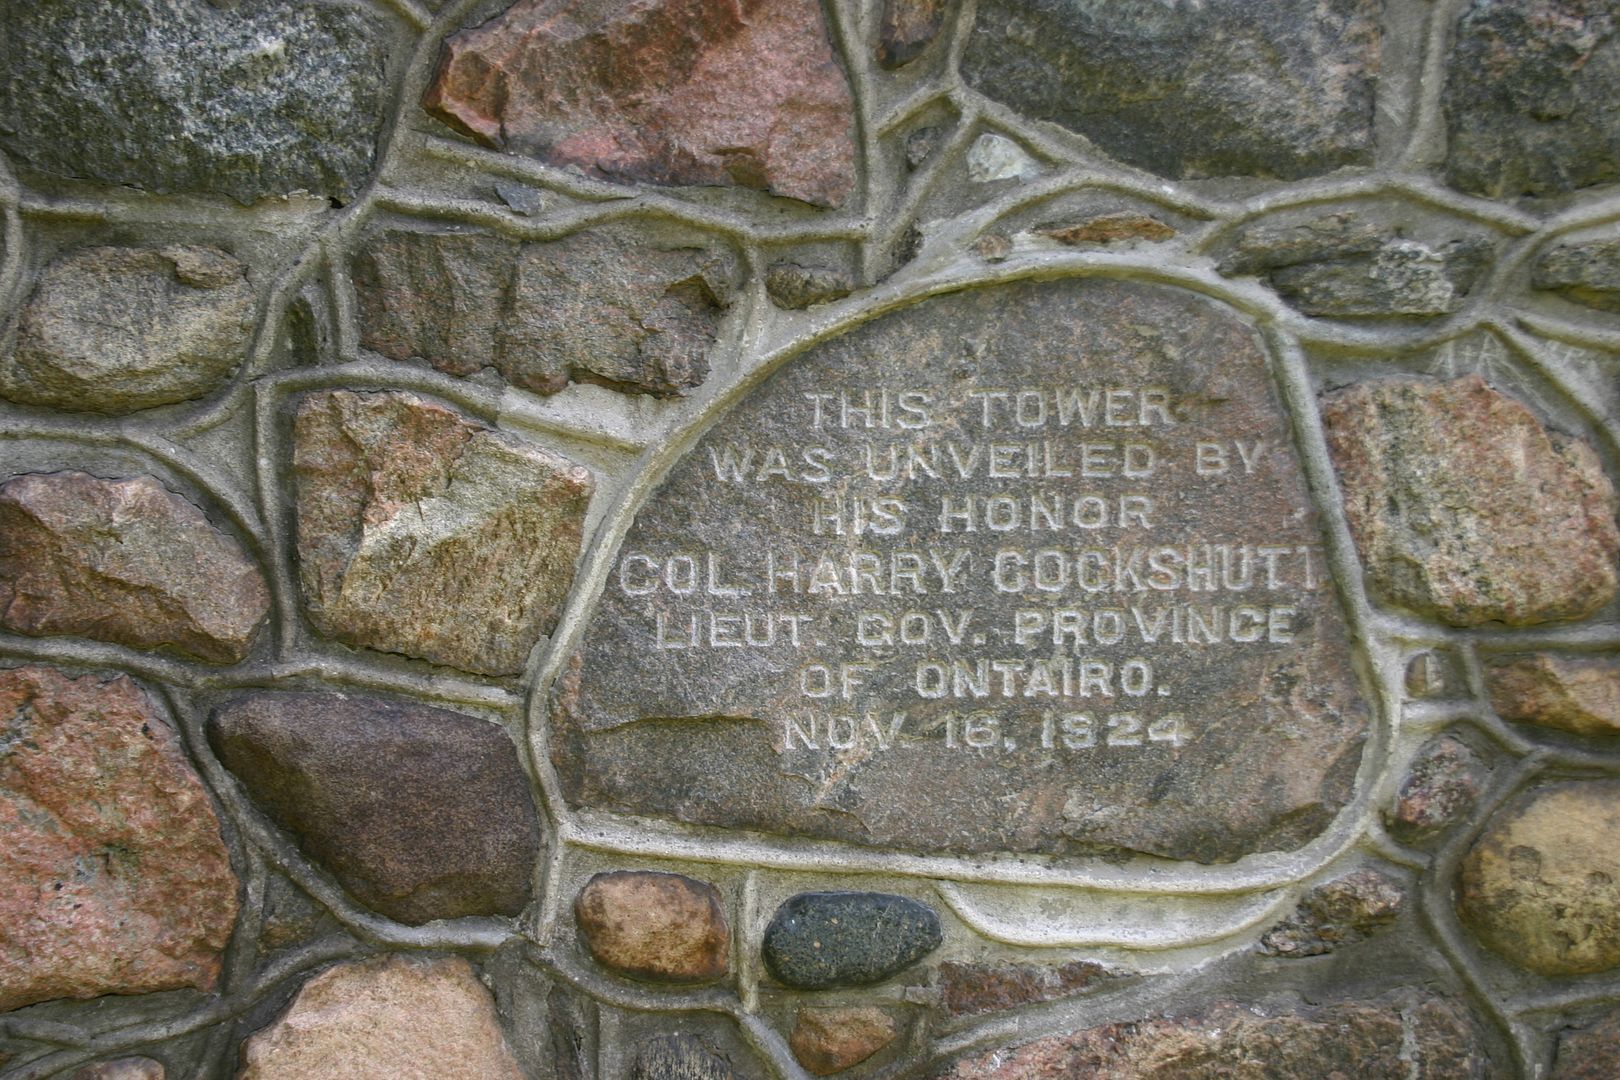 THIS TOWER
WAS UNVEILED BY
HIS HONOR
COL. HARRY COCKSHUTT
LIEUT. GOV. PROVINCE
OF ONTAIRO.
NOV. 16, 1924